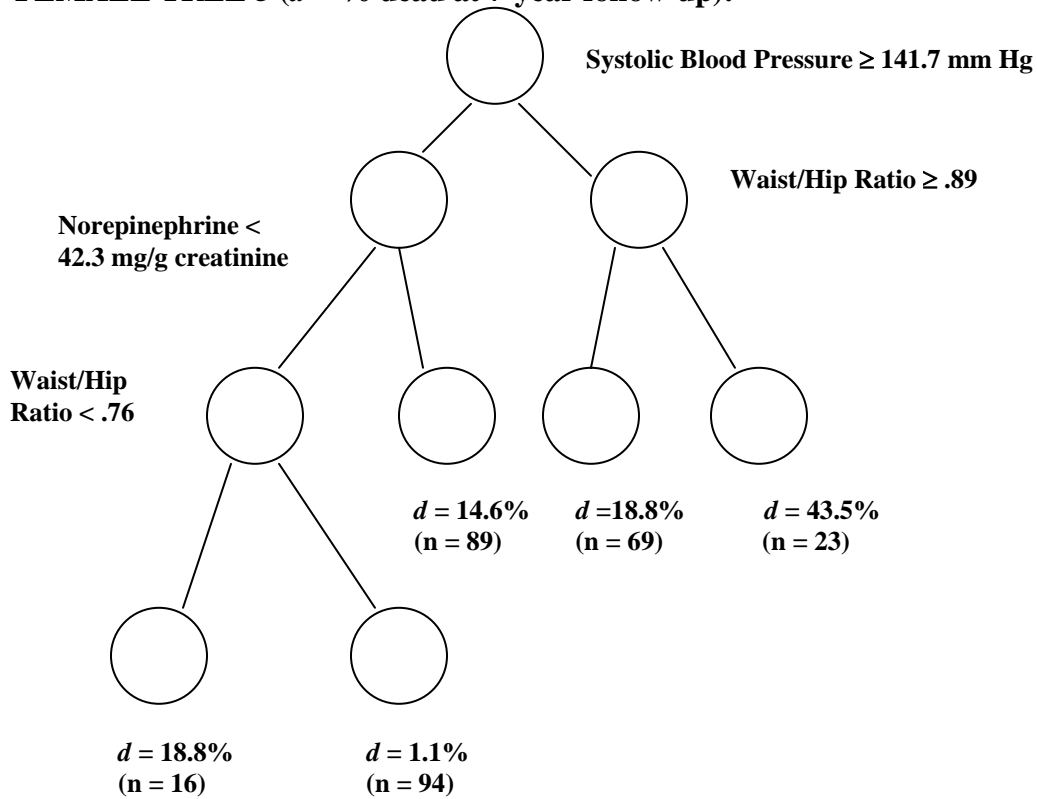 Systolic Blood Pressure ≥ 141.7 mm Hg
Waist/Hip Ratio ≥ .89
Norepinephrine <
42.3 mg/g creatinine
Waist/Hip
Ratio < .76
d = 14.6%
(n = 89)
d =18.8%
(n = 69)
d = 43.5%
(n = 23)
d = 18.8%
(n = 16)
d = 1.1%
(n = 94)